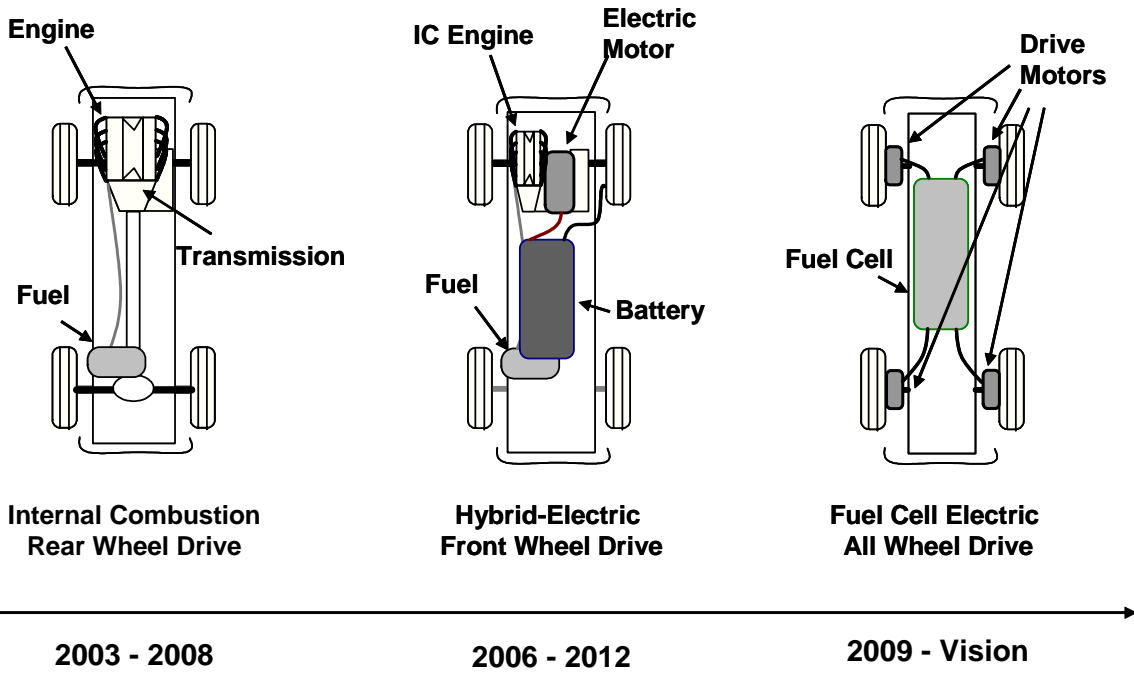 Engine
Transmission
Fuel
Internal Combustion
Rear Wheel Drive
2003 - 2008
IC Engine
Electric
Motor
Fuel
Battery
Hybrid-Electric
Front Wheel Drive
2006 - 2012
Drive
Motors
Fuel Cell
Fuel Cell Electric
All Wheel Drive
2009 - Vision